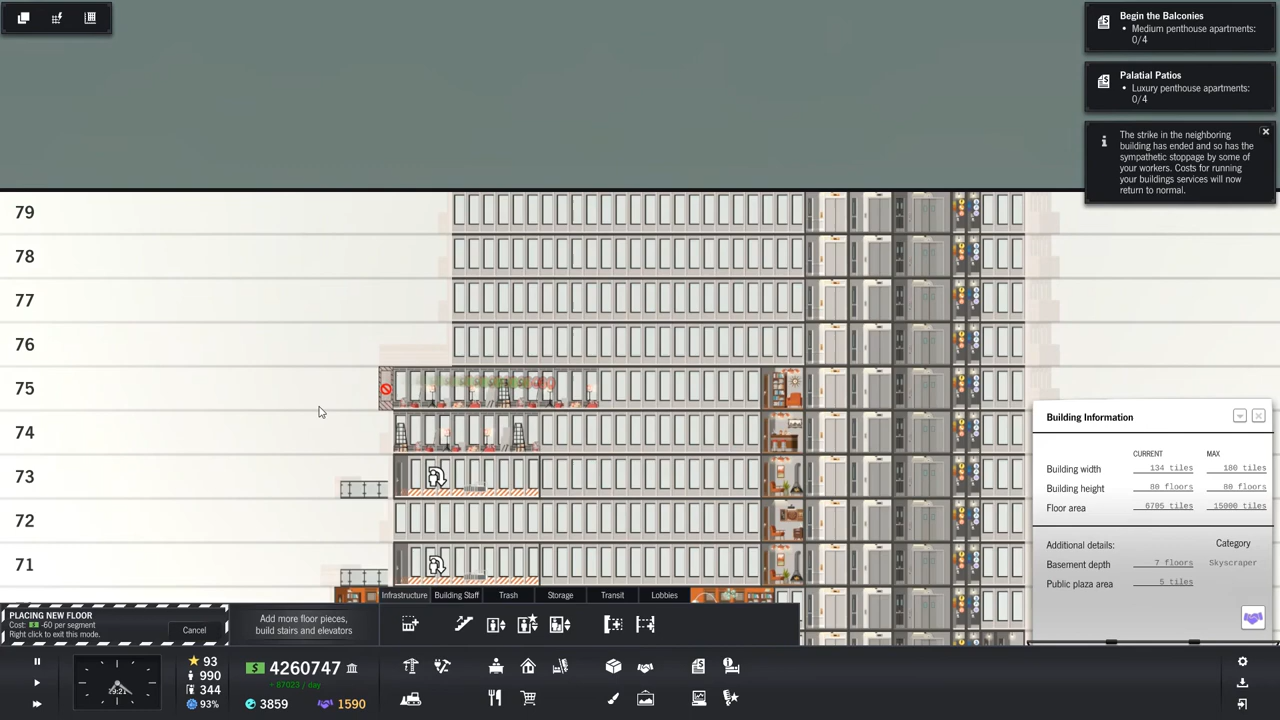 Begin the Balconies
• Medium penthouse apartments:
0/4
Palatial Patios
• Luxury penthouse apartments:
0/4
The strike in the neighboring
building has ended and so has the
sympathetic stoppage by some of
your workers. Costs for running
your buildings services will now
return to normal.
79
78
77
76
75
74
73
72
71
Building Information
CURRENT MAX
Building width 134 tiles 180 tiles
Building height 80 floors 80 floors
Floor area 6705 tiles 15000 tiles
Additional details: Category
Basement depth 7 floors Skyscraper
Public plaza area 5 tiles
Infrastructure Building Staff Trash Storage Transit Lobbies
PLACING NEW FLOOR
Cost: $ -60 per segment
Right click to exit this mode.
Cancel
Add more floor pieces,
build stairs and elevators
19:21
93
990
344
93%
$ 4260747
+ 87023 / day
3859 1590